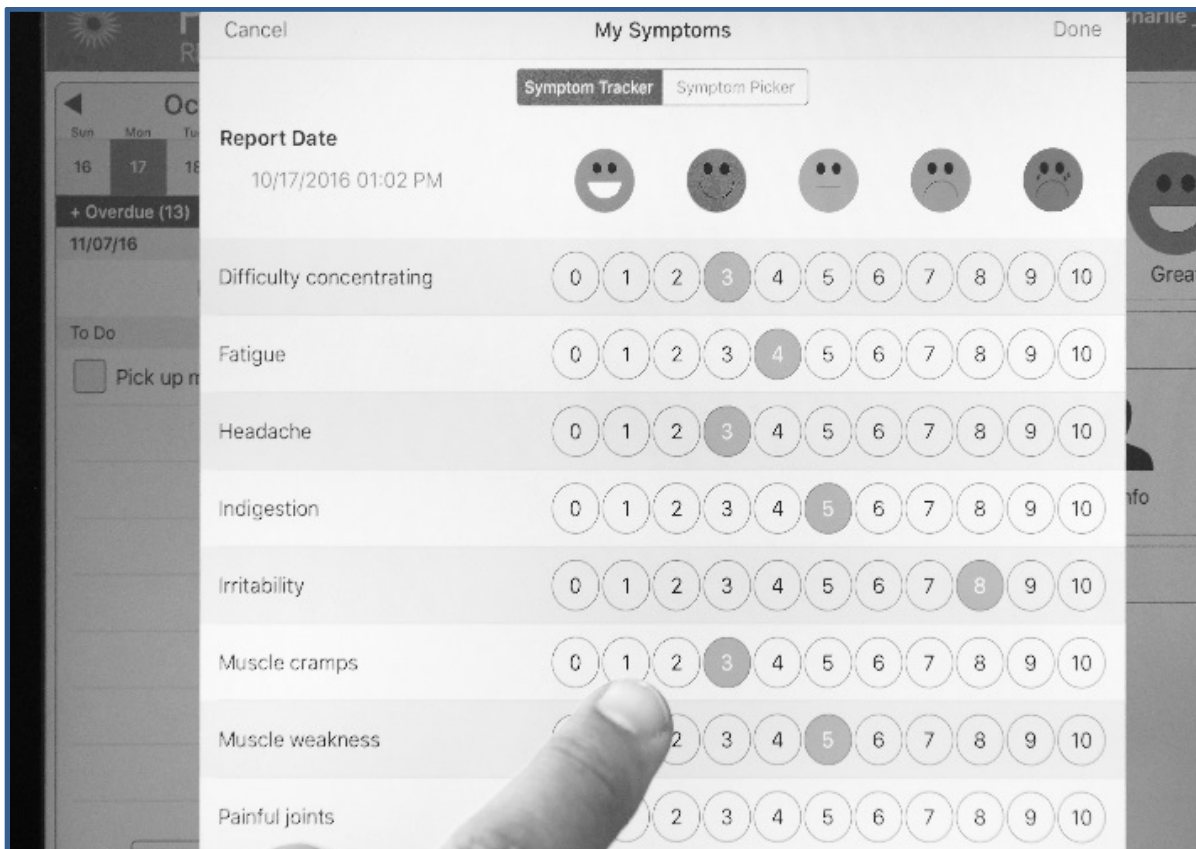 Cancel My Symptoms Done
Symptom Tracker Symptom Picker
Report Date
10/17/2016 01:02 PM
Difficulty concentrating 0 1 2 3 4 5 6 7 8 9 10
Fatigue 0 1 2 3 4 5 6 7 8 9 10
Headache 0 1 2 3 4 5 6 7 8 9 10
Indigestion 0 1 2 3 4 5 6 7 8 9 10
Irritability 0 1 2 3 4 5 6 7 8 9 10
Muscle cramps 0 1 2 3 4 5 6 7 8 9 10
Muscle weakness 2 3 4 5 6 7 8 9 10
Painful joints 2 3 4 5 6 7 8 9 10
Oc
Sun Mon Tu
16 17 18
+ Overdue (13)
11/07/16
To Do
Pick up
Grea
nfo